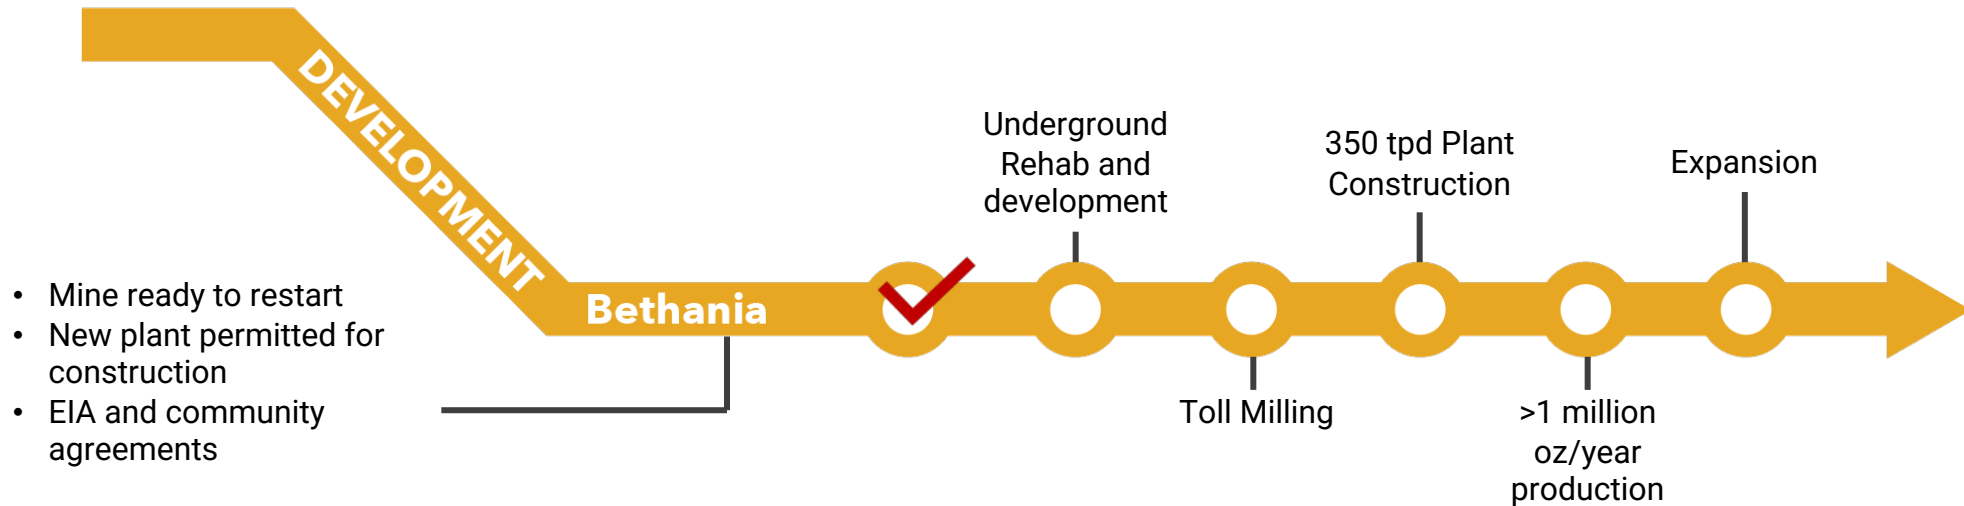 DEVELOPMENT
• Mine ready to restart
• New plant permitted for
construction
• EIA and community
agreements
Bethania
Underground
Rehab and
development
Toll Milling
350 tpd Plant
Construction
>1 million
oz/year
production
Expansion